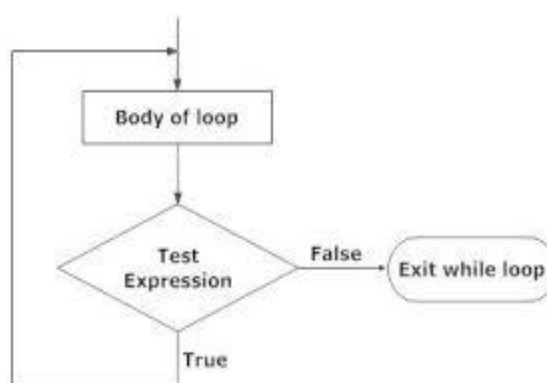 Body of loop
Test
Expression
False
Exit while loop
True